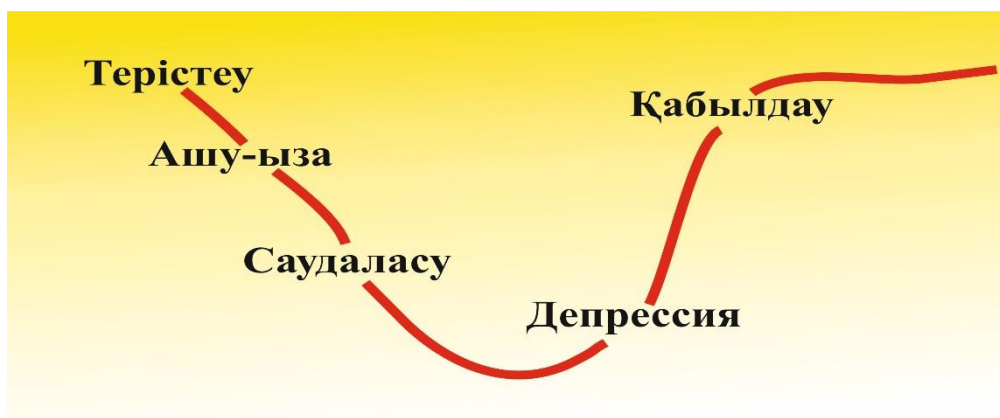 Терістеу
Ашу-ыза
Саудаласу
Депрессия
Қабылдау